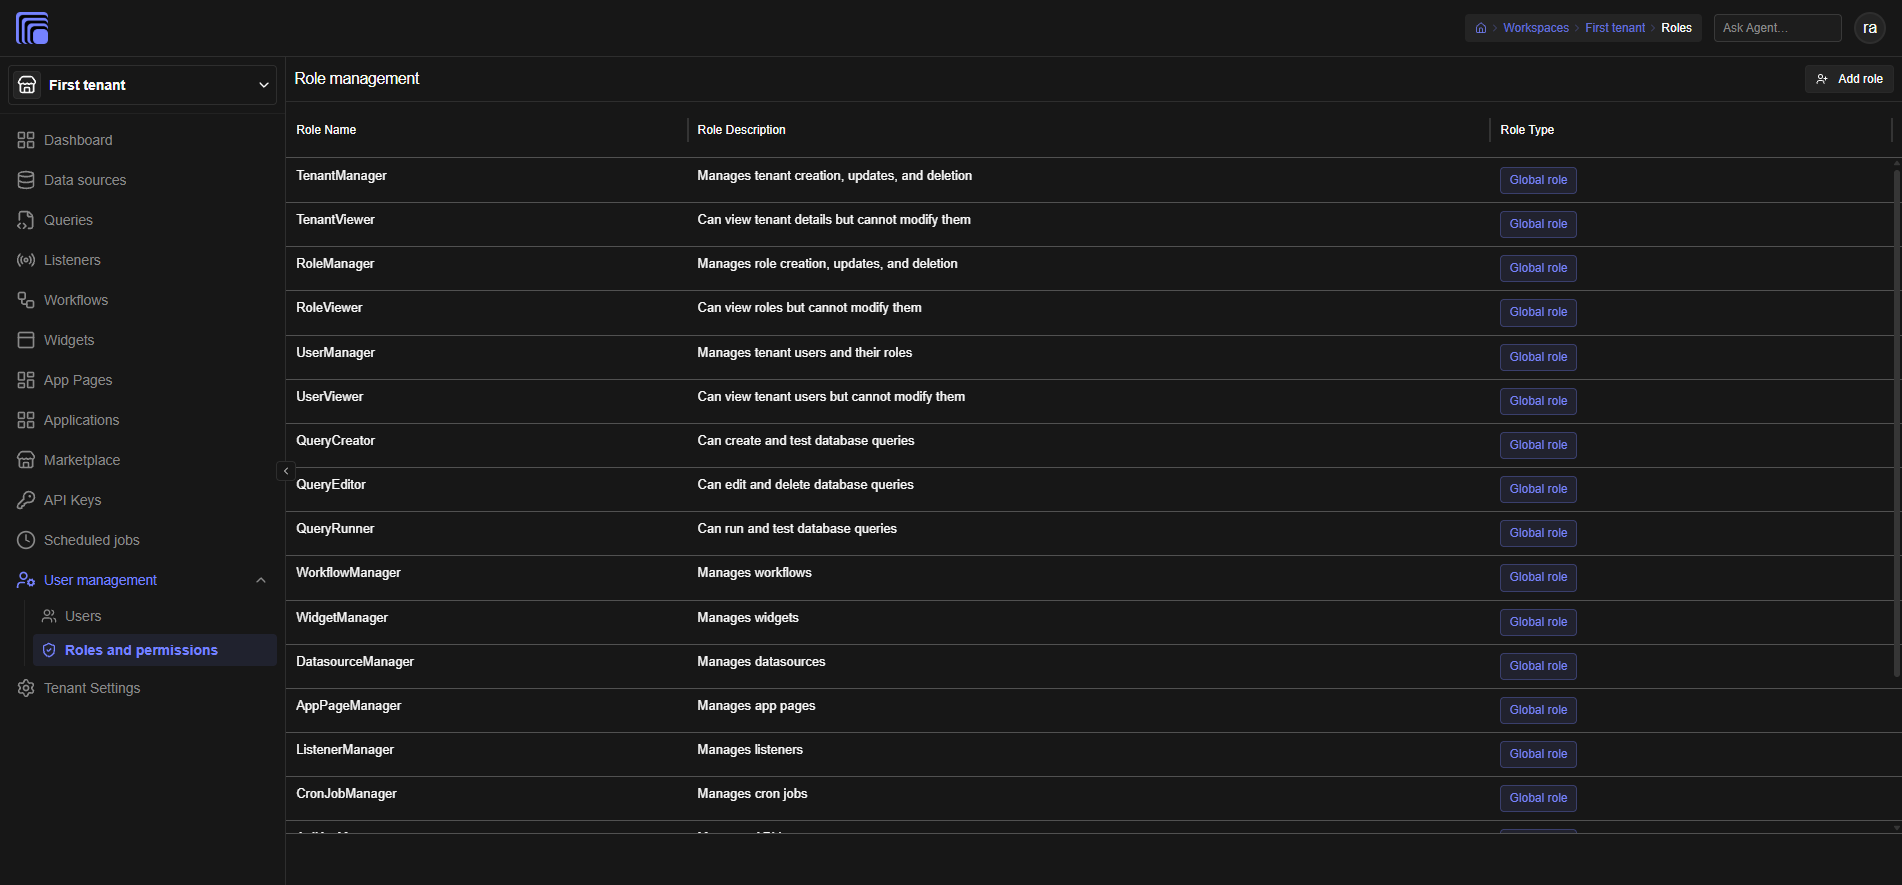 Workspaces
First tenant
Roles
Ask Agent...
ra
First tenant
Role management
Add role
Dashboard
Data sources
Queries
Listeners
Workflows
Widgets
App Pages
Applications
Marketplace
API Keys
Scheduled jobs
User management
Users
Roles and permissions
Tenant Settings
Role Name Role Description Role Type
TenantManager Manages tenant creation, updates, and deletion Global role
TenantViewer Can view tenant details but cannot modify them Global role
RoleManager Manages role creation, updates, and deletion Global role
RoleViewer Can view roles but cannot modify them Global role
UserManager Manages tenant users and their roles Global role
UserViewer Can view tenant users but cannot modify them Global role
QueryCreator Can create and test database queries Global role
QueryEditor Can edit and delete database queries Global role
QueryRunner Can run and test database queries Global role
WorkflowManager Manages workflows Global role
WidgetManager Manages widgets Global role
DatasourceManager Manages datasources Global role
AppPageManager Manages app pages Global role
ListenerManager Manages listeners Global role
CronJobManager Manages cron jobs Global role